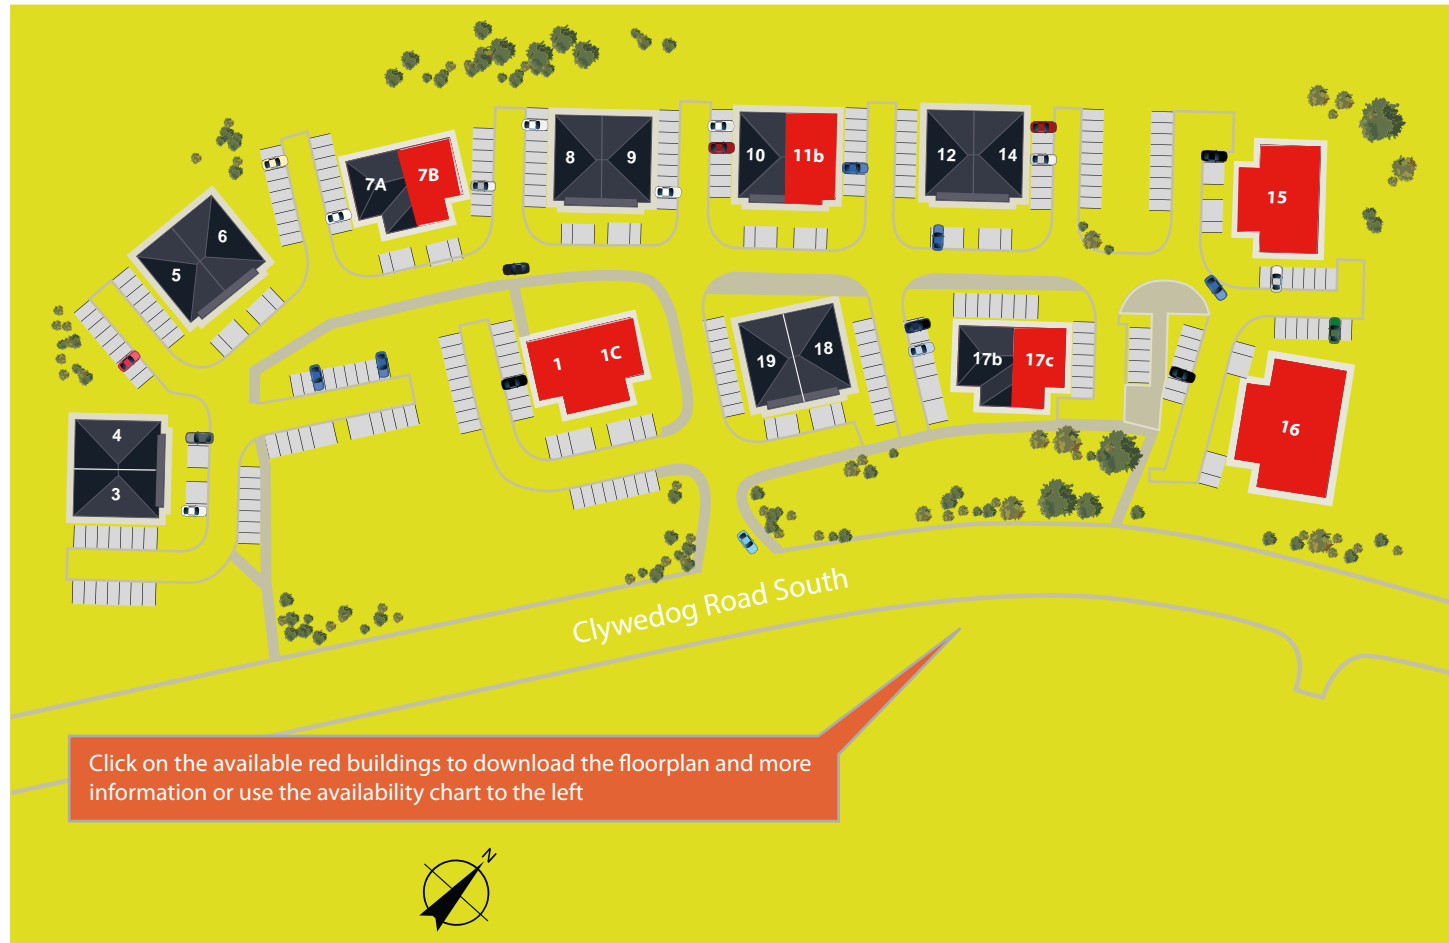 8
9
10
11b
12
14
7A
7B
15
6
5
1
1C
19
18
17b
17c
16
4
3
Clywedog Road South
Click on the available red buildings to download the floorplan and more
information or use the availability chart to the left
N